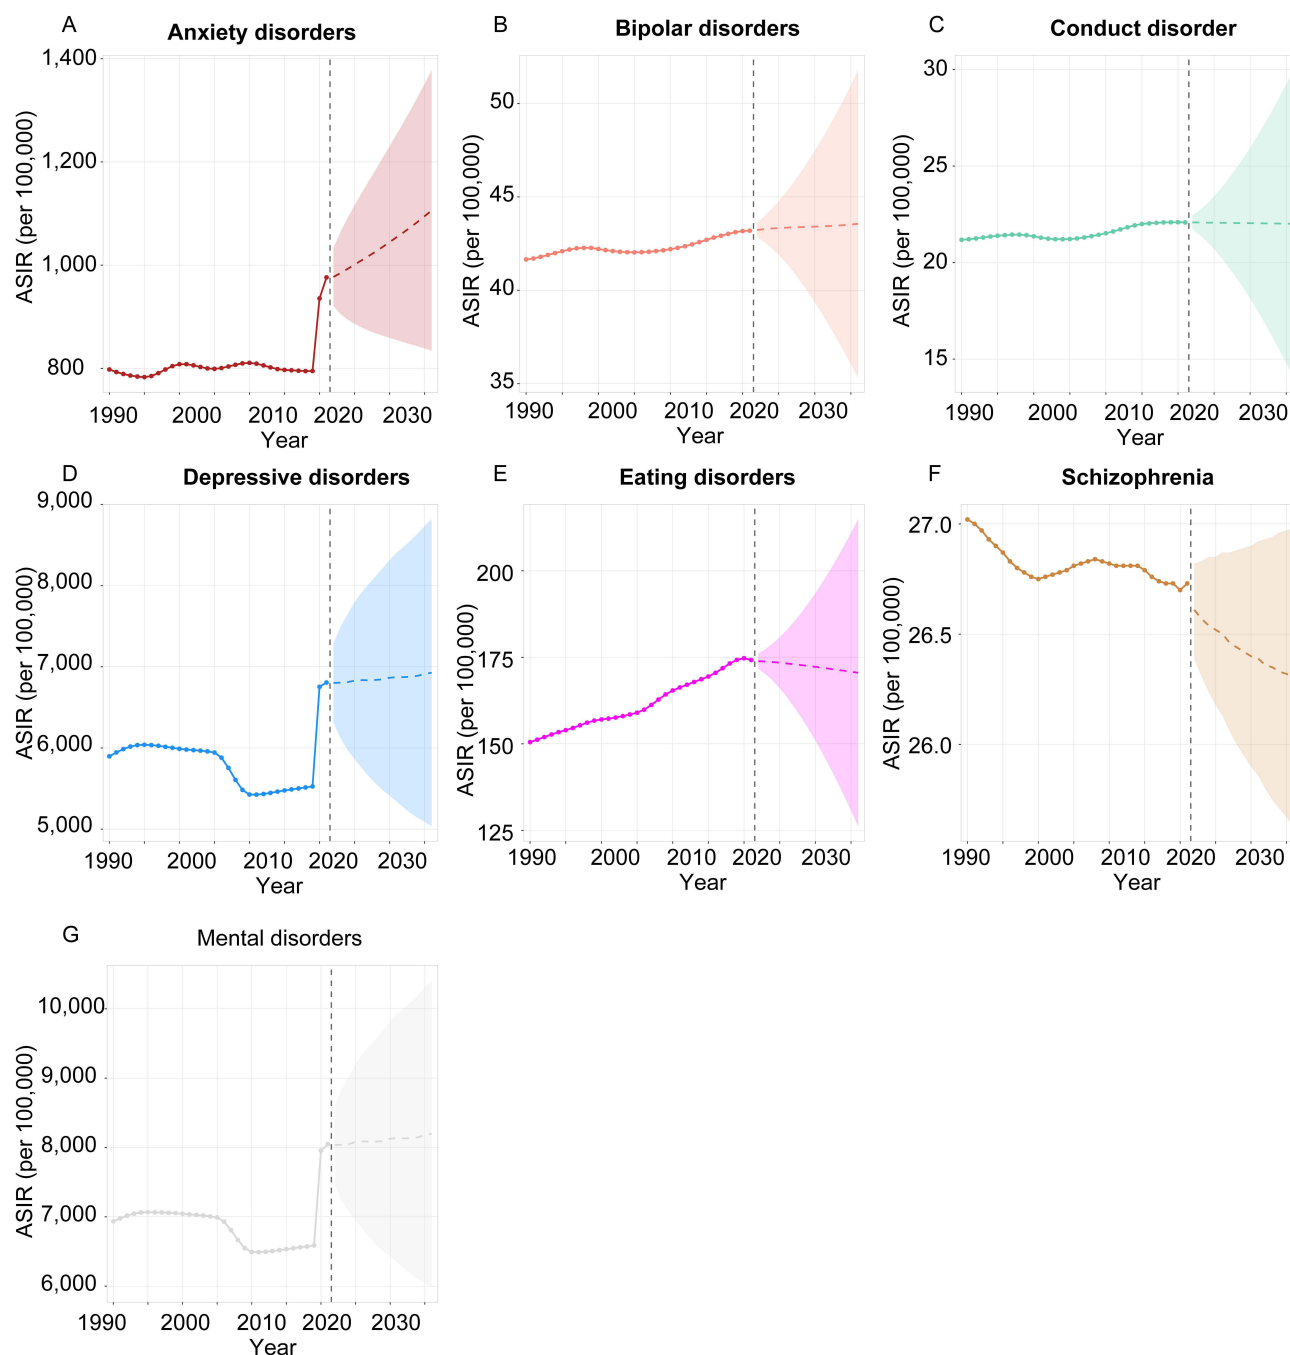 A
Anxiety disorders
1,400
1,200
1,000
800
ASIR (per 100,000)
1990 2000 2010 2020 2030
Year
B
Bipolar disorders
50
45
40
35
ASIR (per 100,000)
1990 2000 2010 2020 2030
Year
C
Conduct disorder
30
25
20
15
ASIR (per 100,000)
1990 2000 2010 2020 2030
Year
D
Depressive disorders
9,000
8,000
7,000
6,000
5,000
ASIR (per 100,000)
1990 2000 2010 2020 2030
Year
E
Eating disorders
200
175
150
125
ASIR (per 100,000)
1990 2000 2010 2020 2030
Year
F
Schizophrenia
27.0
26.5
26.0
ASIR (per 100,000)
1990 2000 2010 2020 2030
Year
G
Mental disorders
10,000
9,000
8,000
7,000
6,000
ASIR (per 100,000)
1990 2000 2010 2020 2030
Year